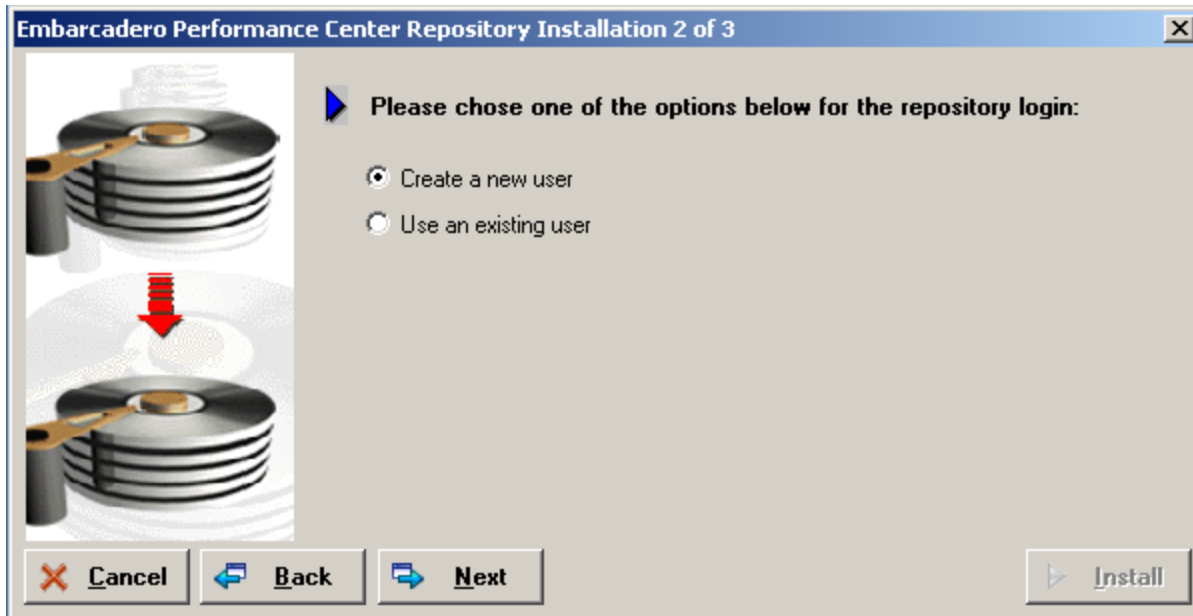 Embarcadero Performance Center Repository Installation 2 of 3
Please chose one of the options below for the repository login:
Create a new user
Use an existing user
Cancel
Back
Next
Install